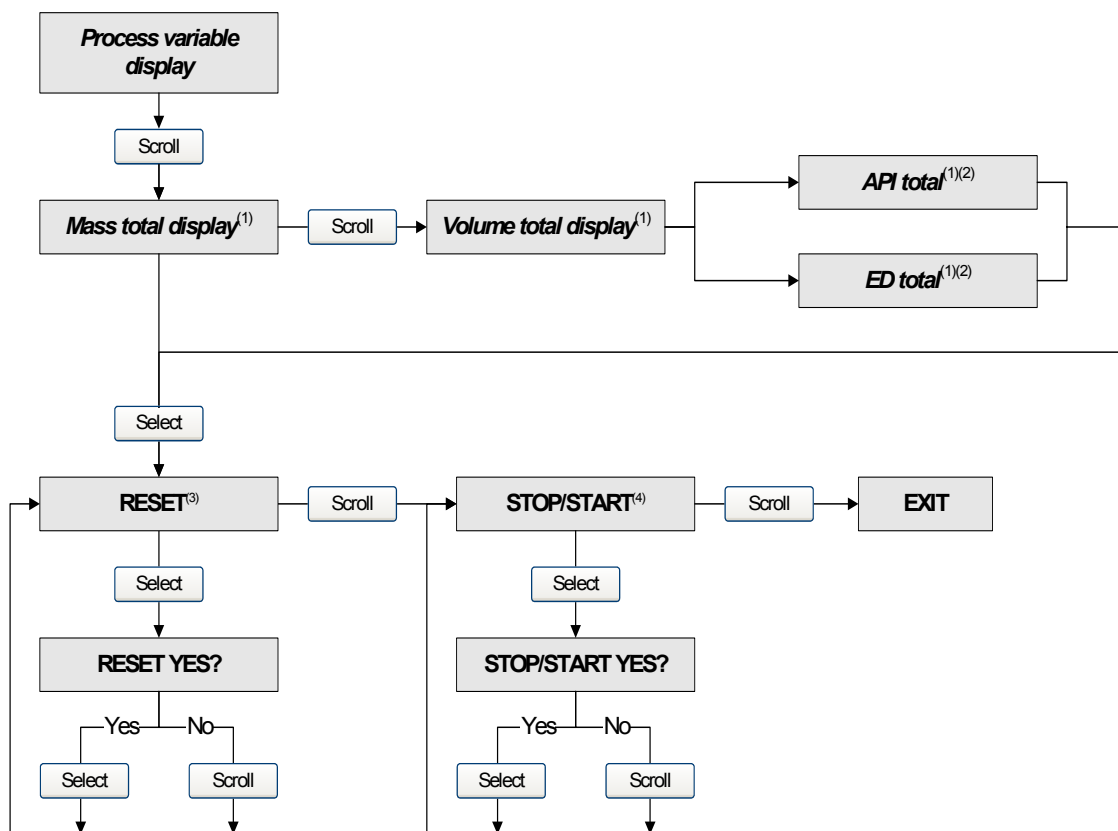 Process variable
display
Scroll
API total(1)(2)
Mass total display(1)
Scroll
Volume total display(1)
ED total(1)(2)
Select
RESET(3)
Scroll
STOP/START(4)
Scroll
EXIT
Select
Select
RESET YES?
STOP/START YES?
Yes
No
Yes
No
Select
Scroll
Select
Scroll